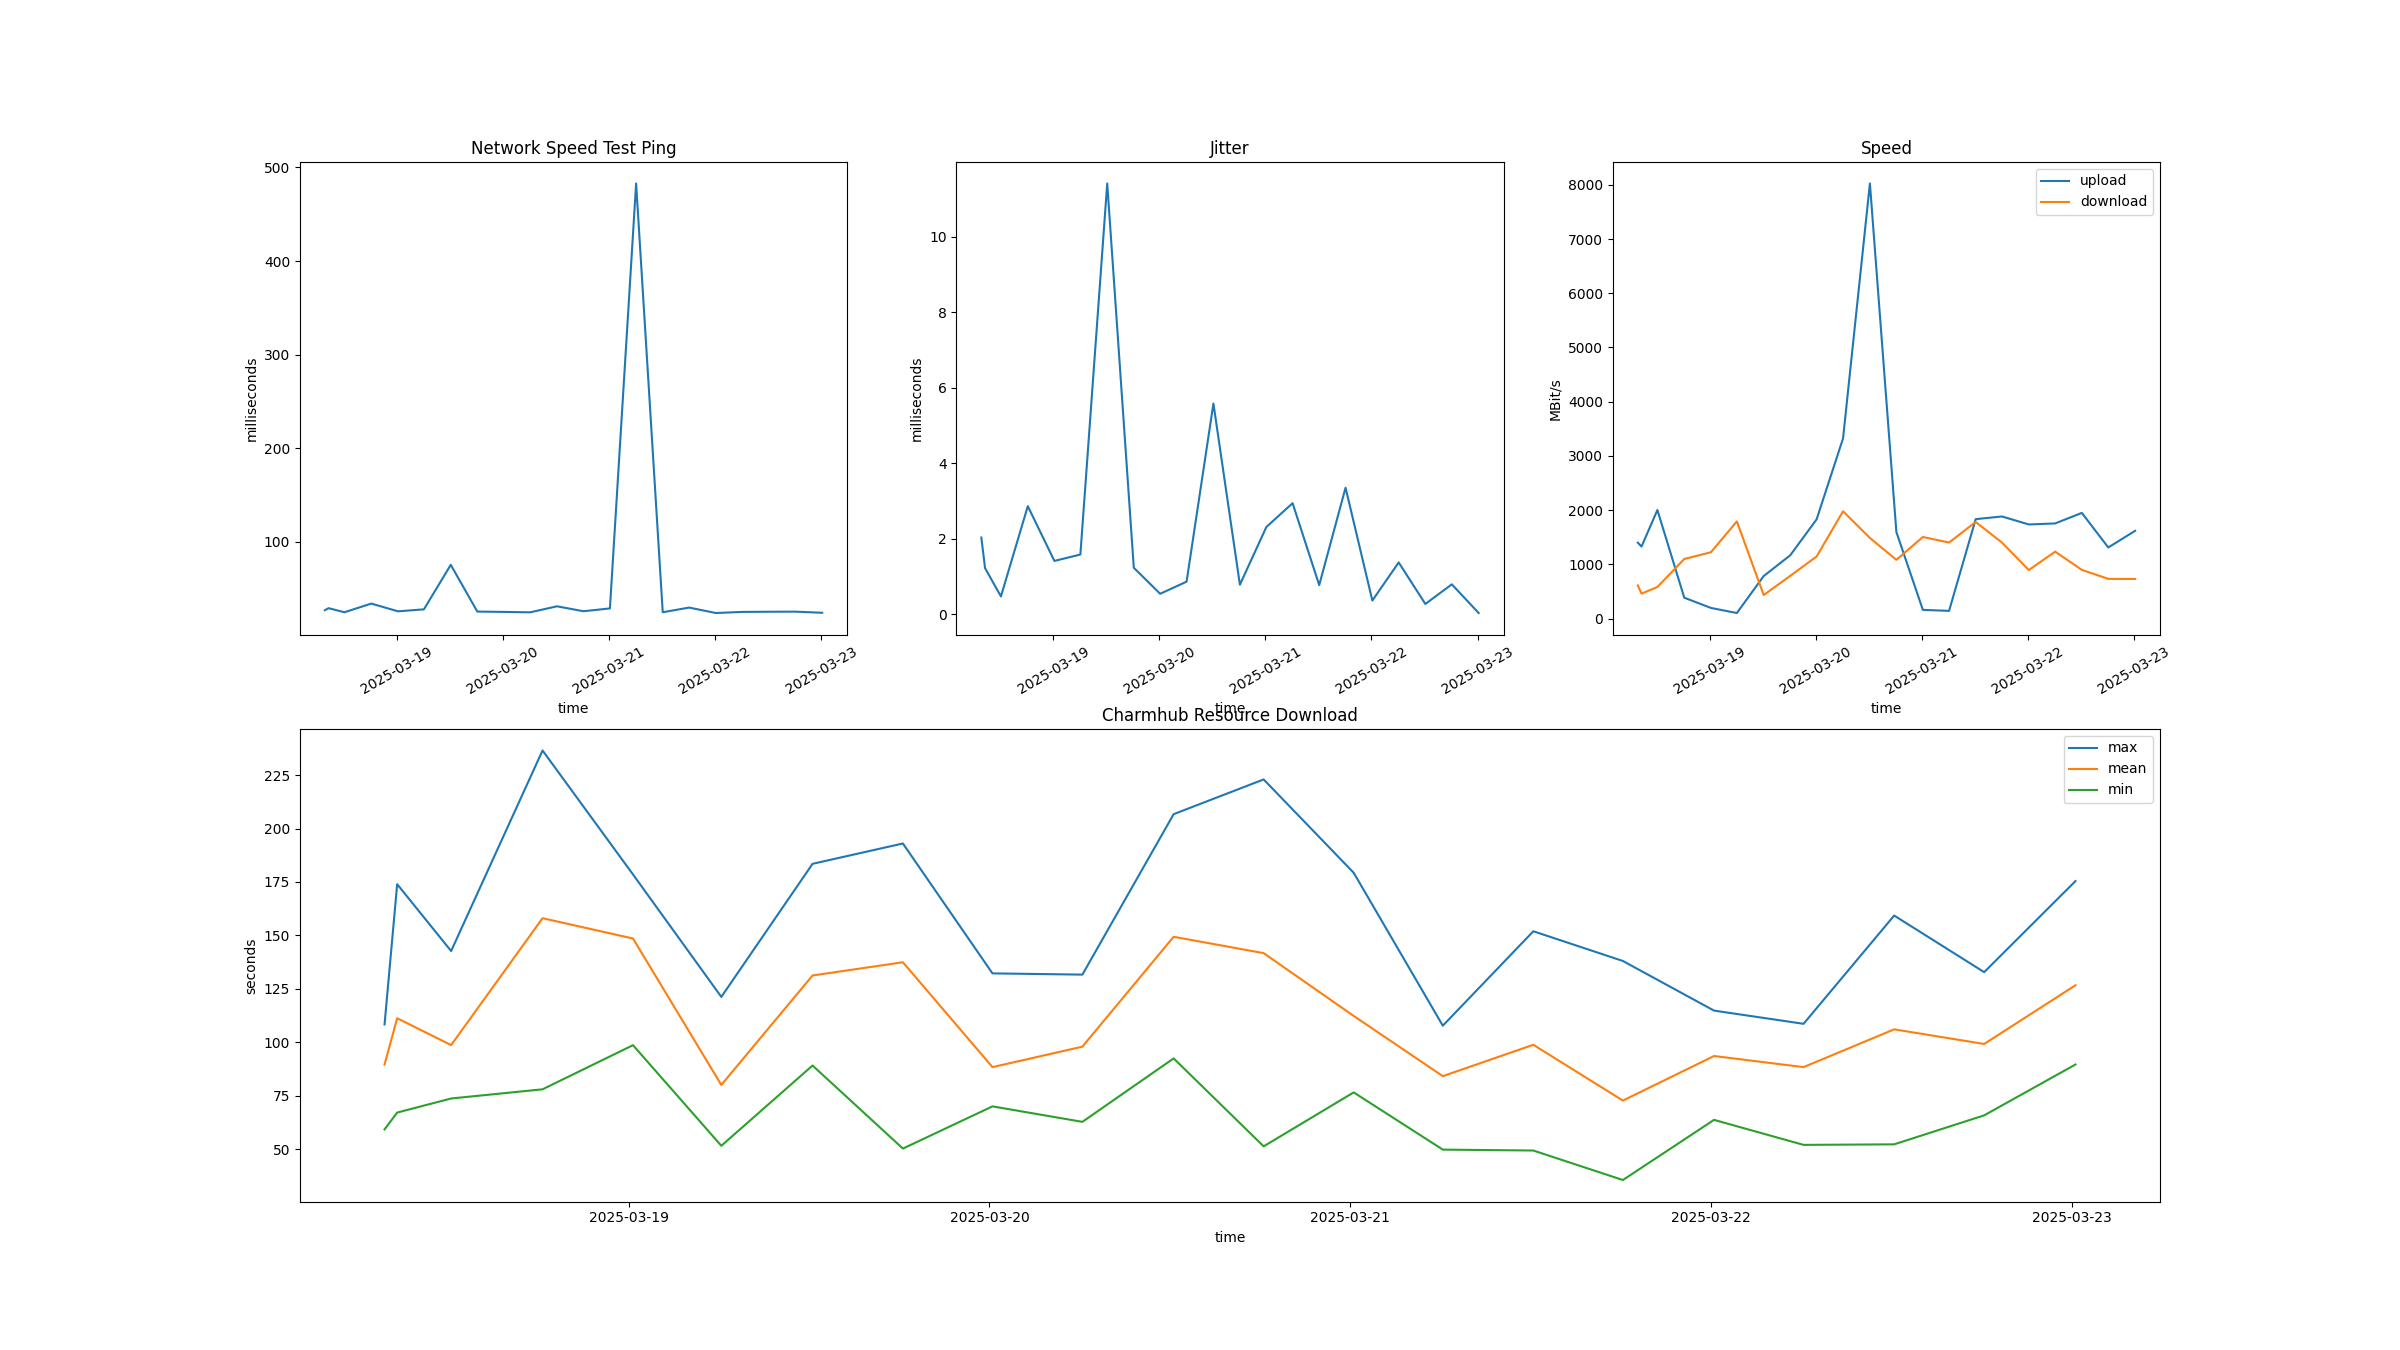 Network Speed Test Ping
500
400
300
200
100
milliseconds
2025-03-19
2025-03-20
2025-03-21
2025-03-22
2025-03-23
time
Jitter
10
8
6
4
2
0
milliseconds
2025-03-19
2025-03-20
2025-03-21
2025-03-22
2025-03-23
time
Speed
upload
download
8000
7000
6000
5000
4000
3000
2000
1000
0
MBit/s
2025-03-19
2025-03-20
2025-03-21
2025-03-22
2025-03-23
time
Charmhub Resource Download
max
mean
min
225
200
175
150
125
100
75
50
seconds
2025-03-19
2025-03-20
2025-03-21
2025-03-22
2025-03-23
time